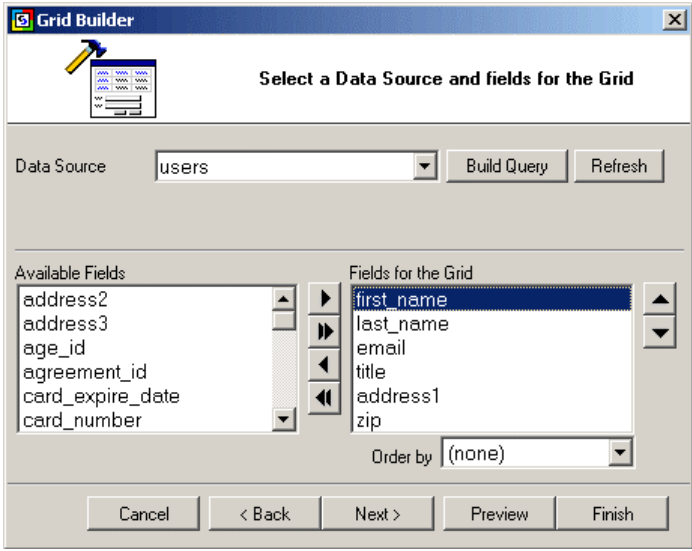 Grid Builder
Select a Data Source and fields for the Grid
Data Source users Build Query Refresh
Available Fields
address2
address3
age_id
agreement_id
card_expire_date
card_number
Fields for the Grid
first_name
last_name
email
title
address1
zip
Order by (none)
Cancel < Back Next > Preview Finish